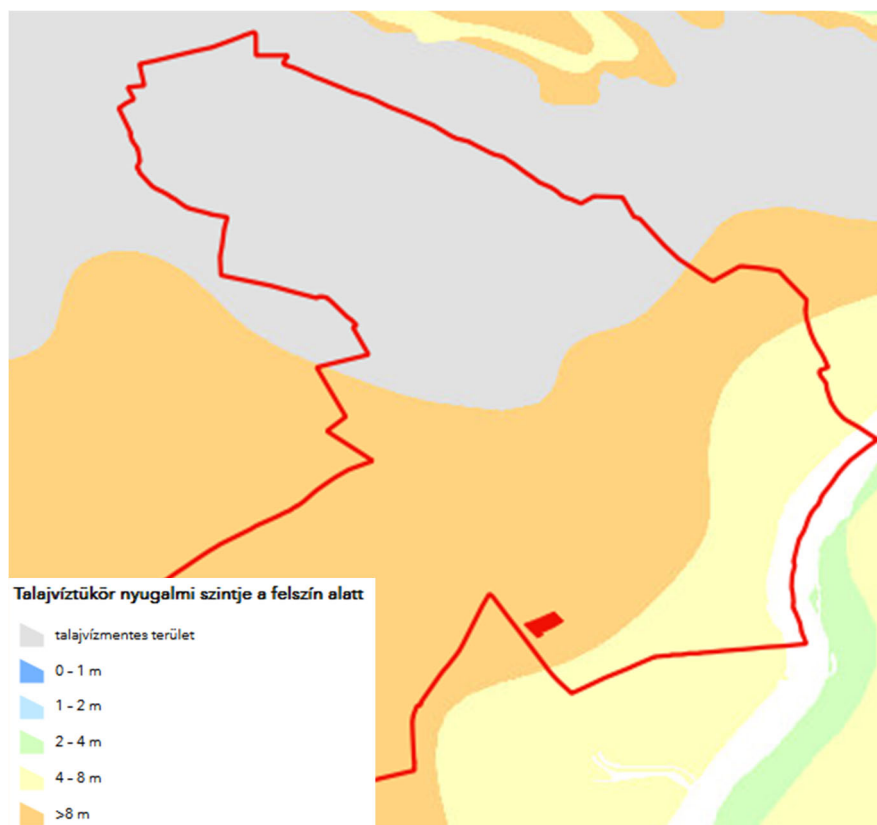 Talajvíztükör nyugalmi szintje a felszín alatt
talajvízmentes terület
0 - 1 m
1 - 2 m
2 - 4 m
4 - 8 m
>8 m